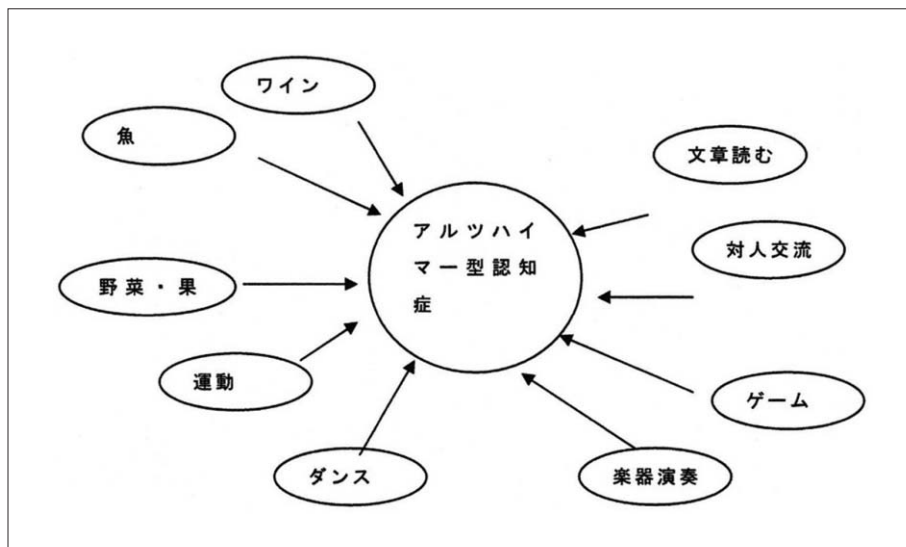 ワイン
魚
文章読む
アルツハイ
マー型認知
症
対人交流
野菜・果
運動
ゲーム
ダンス
楽器演奏